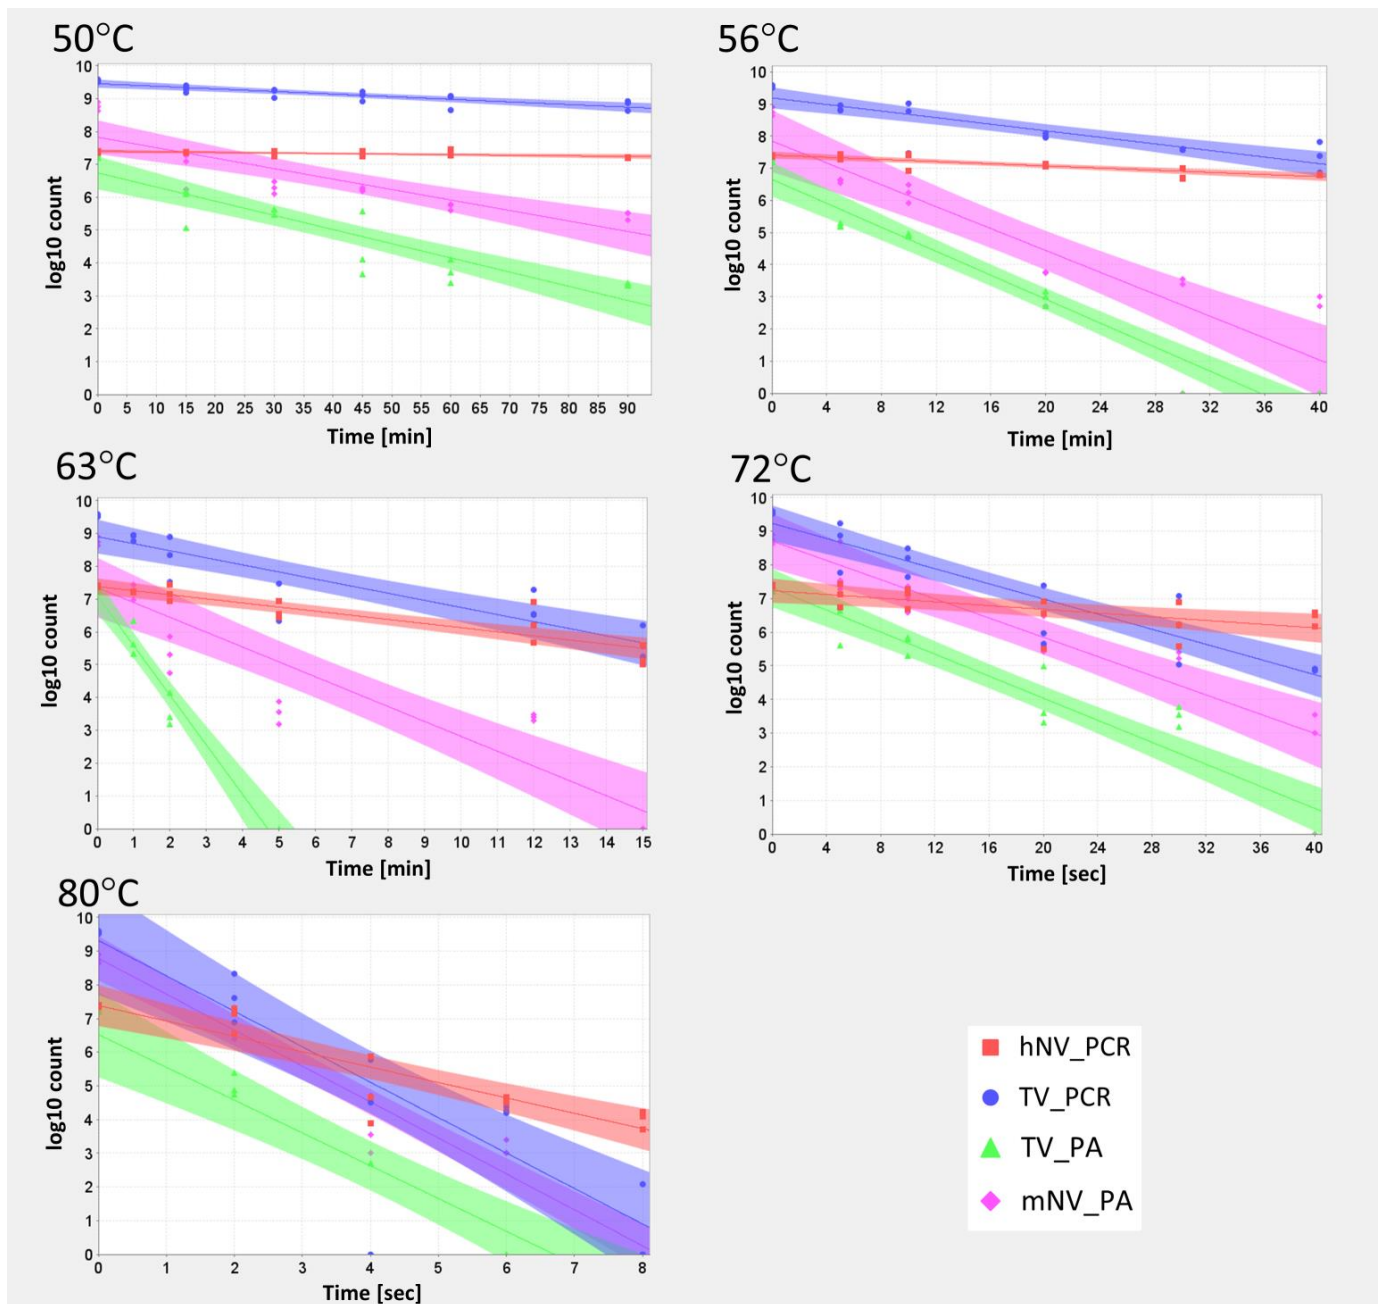 50°C
56°C
10
9
8
7
6
5
4
3
2
1
0
log10 count
0 5 10 15 20 25 30 35 40 45 50 55 60 65 70 75 80 85 90
Time [min]
10
9
8
7
6
5
4
3
2
1
0
log10 count
0 4 8 12 16 20 24 28 32 36 40
Time [min]
63°C
72°C
10
9
8
7
6
5
4
3
2
1
0
log10 count
0 1 2 3 4 5 6 7 8 9 10 11 12 13 14 15
Time [min]
10
9
8
7
6
5
4
3
2
1
0
log10 count
0 4 8 12 16 20 24 28 32 36 40
Time [sec]
80°C
10
9
8
7
6
5
4
3
2
1
0
log10 count
0 1 2 3 4 5 6 7 8
Time [sec]
hNV_PCR
TV_PCR
TV_PA
mNV_PA